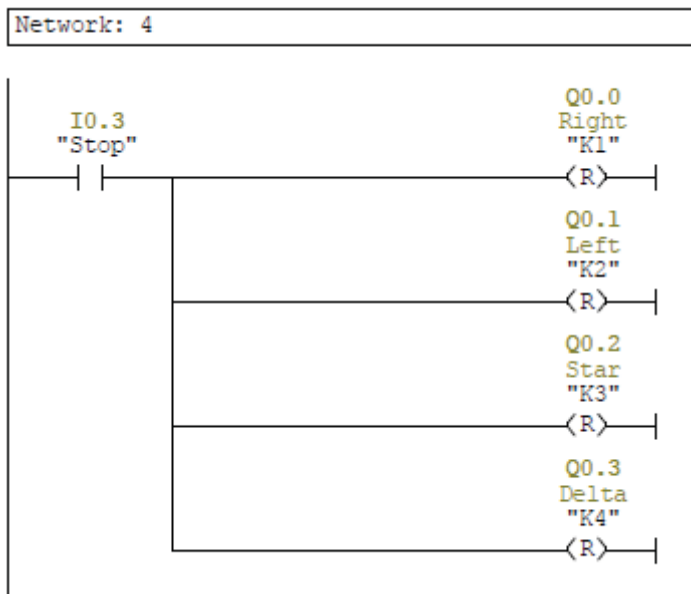 Network: 4
I0.3
"Stop"
Q0.0
Right
"K1"
(R)
Q0.1
Left
"K2"
(R)
Q0.2
Star
"K3"
(R)
Q0.3
Delta
"K4"
(R)